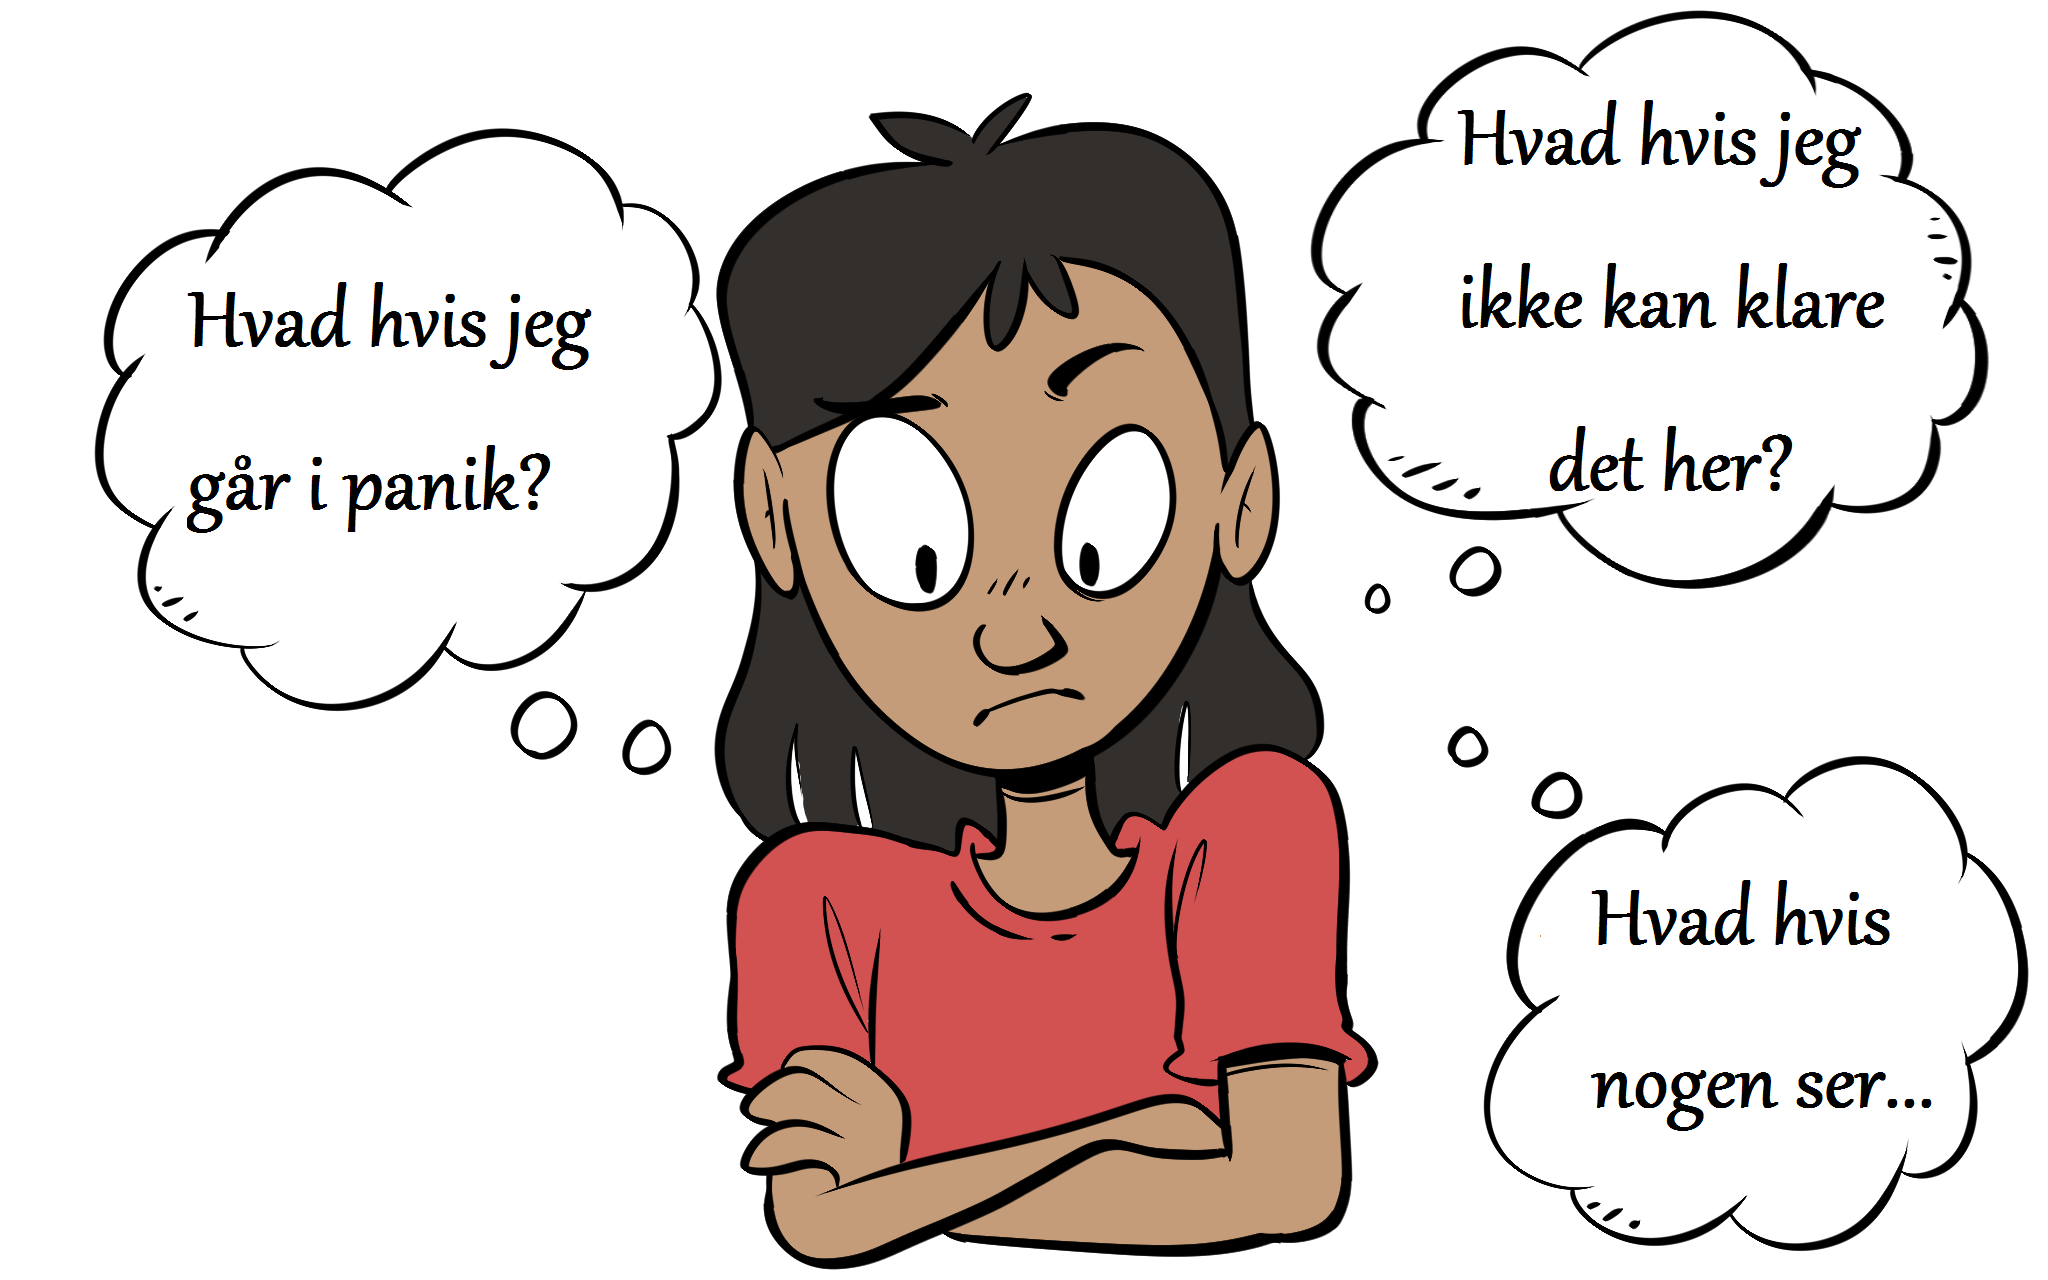 Hvad hvis jeg
går i panik?
Hvad hvis jeg
ikke kan klare
det her?
Hvad hvis
nogen ser...